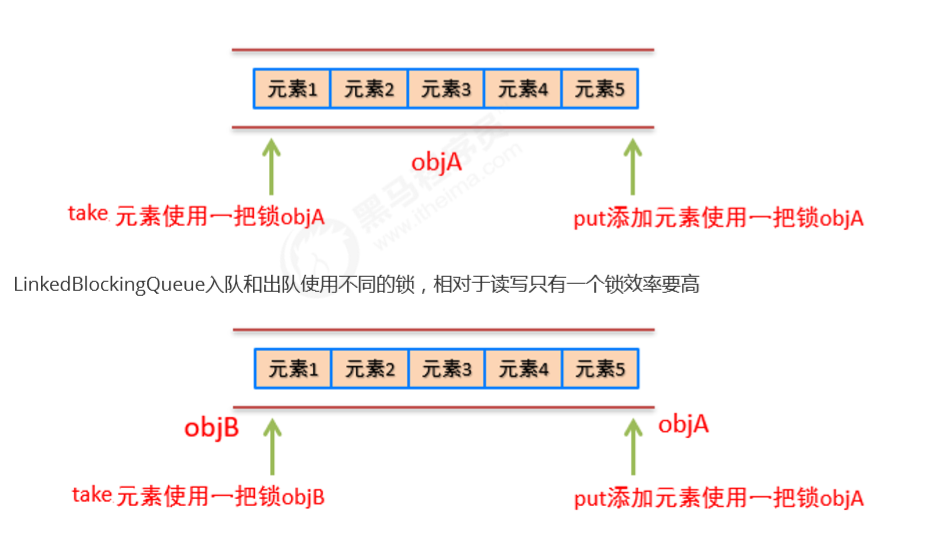 元素1 元素2 元素3 元素4 元素5
objA
take 元素使用一把锁objA put添加元素使用一把锁objA
黑马程序员
www.itheima.com
LinkedBlockingQueue入队和出队使用不同的锁，相对于读写只有一个锁效率要高
元素1 元素2 元素3 元素4 元素5
objB objA
take 元素使用一把锁objB put添加元素使用一把锁objA